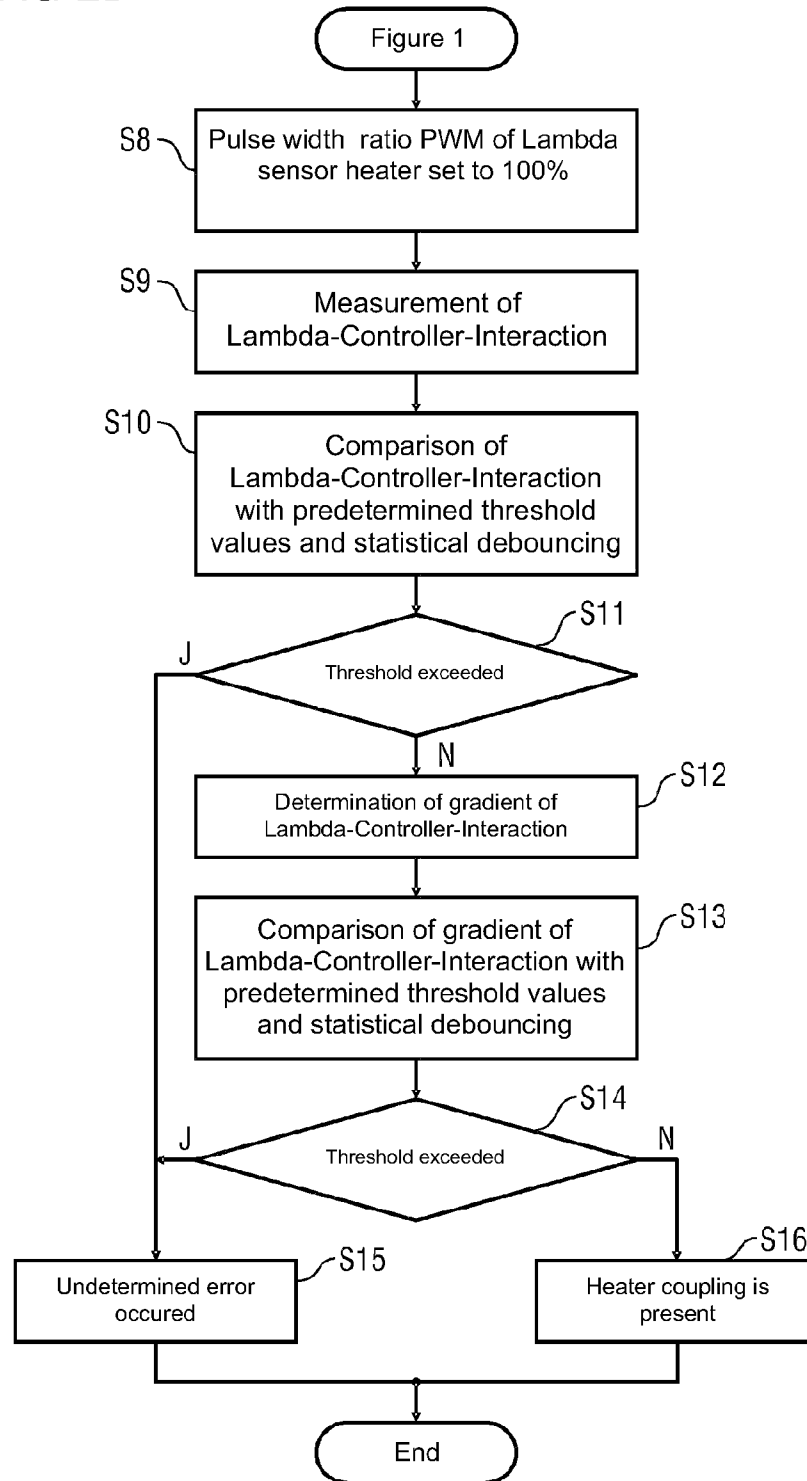 Figure 1
S8
Pulse width ratio PWM of Lambda
sensor heater set to 100%
S9
Measurement of
Lambda-Controller-Interaction
S10
Comparison of
Lambda-Controller-Interaction
with predetermined threshold
values and statistical debouncing
S11
J
Threshold exceeded
N
S12
Determination of gradient of
Lambda-Controller-Interaction
S13
Comparison of gradient of
Lambda-Controller-Interaction with
predetermined threshold values
and statistical debouncing
S14
J
Threshold exceeded
N
S15
Undetermined error
occured
S16
Heater coupling is
present
End